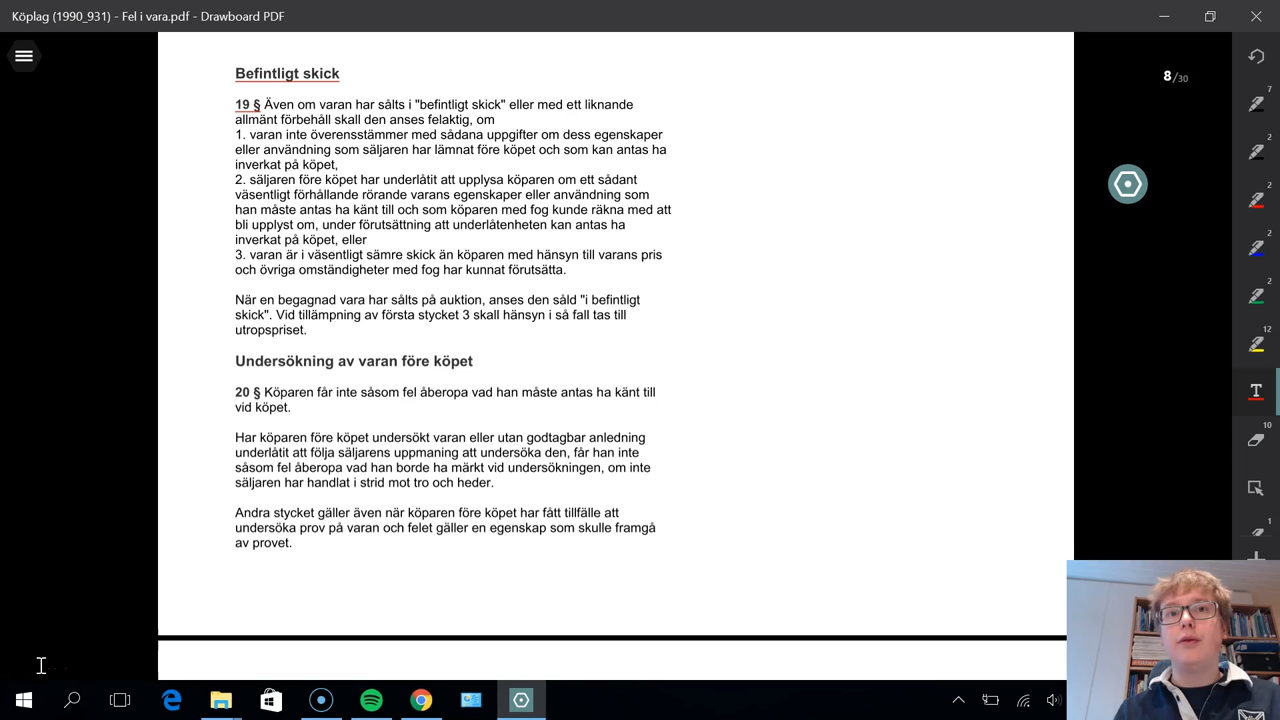 Köplag (1990_931) - Fel i vara.pdf - Drawboard PDF
8/30
Befintligt skick
19 § Även om varan har sålts i "befintligt skick" eller med ett liknande
allmänt förbehåll skall den anses felaktig, om
1. varan inte överensstämmer med sådana uppgifter om dess egenskaper
eller användning som säljaren har lämnat före köpet och som kan antas ha
inverkat på köpet,
2. säljaren före köpet har underlåtit att upplysa köparen om ett sådant
väsentligt förhållande rörande varans egenskaper eller användning som
han måste antas ha känt till och som köparen med fog kunde räkna med att
bli upplyst om, under förutsättning att underlåtenheten kan antas ha
inverkat på köpet, eller
3. varan är i väsentligt sämre skick än köparen med hänsyn till varans pris
och övriga omständigheter med fog har kunnat förutsätta.
När en begagnad vara har sålts på auktion, anses den såld "i befintligt
skick". Vid tillämpning av första stycket 3 skall hänsyn i så fall tas till
utropspriset.
Undersökning av varan före köpet
20 § Köparen får inte såsom fel åberopa vad han måste antas ha känt till
vid köpet.
Har köparen före köpet undersökt varan eller utan godtagbar anledning
underlåtit att följa säljarens uppmaning att undersöka den, får han inte
såsom fel åberopa vad han borde ha märkt vid undersökningen, om inte
säljaren har handlat i strid mot tro och heder.
Andra stycket gäller även när köparen före köpet har fått tillfälle att
undersöka prov på varan och felet gäller en egenskap som skulle framgå
av provet.
7
2
2
2
2
12
T
10
1